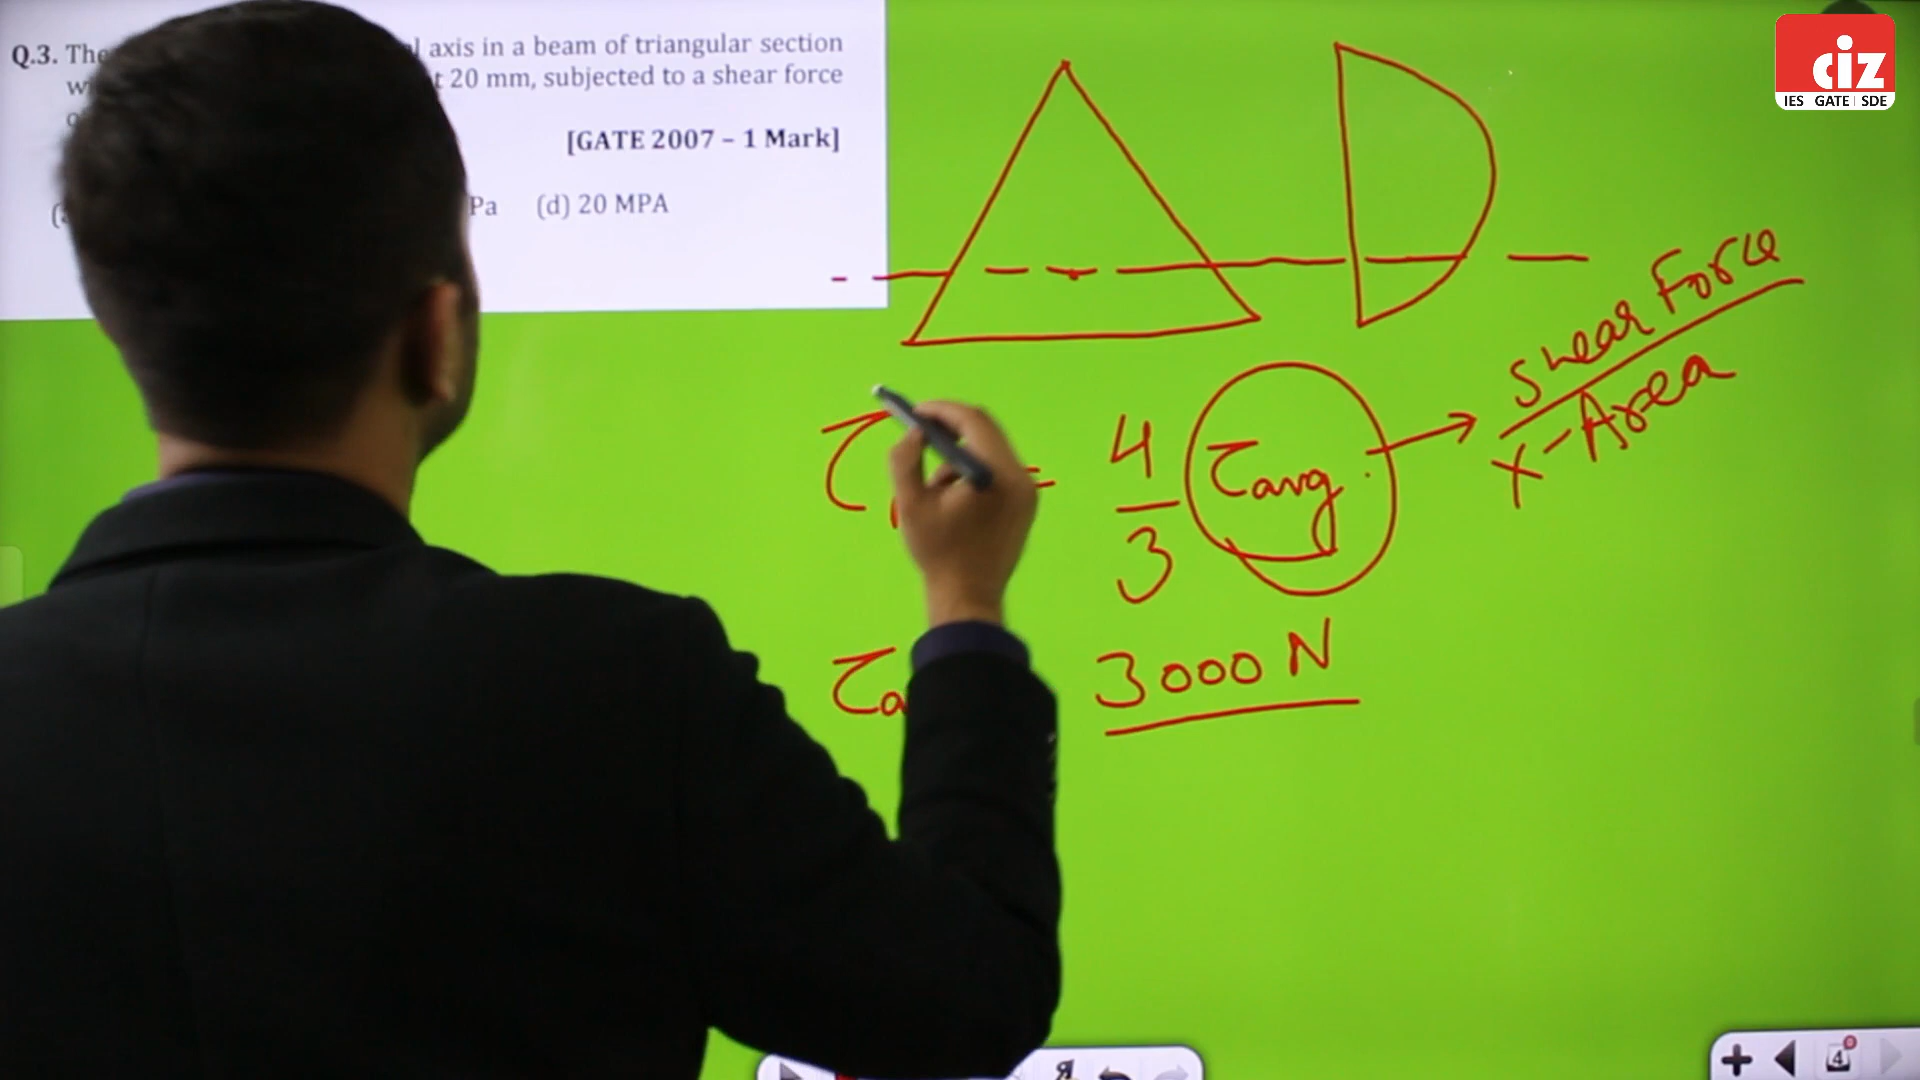 Q.3. The axis in a beam of triangular section
20 mm, subjected to a shear force
[GATE 2007 – 1 Mark]
Pa (d) 20 MPA
ciz
IES GATE SDE
shear Force
X-Area
τ = 4/3 τavg
3000 N
4